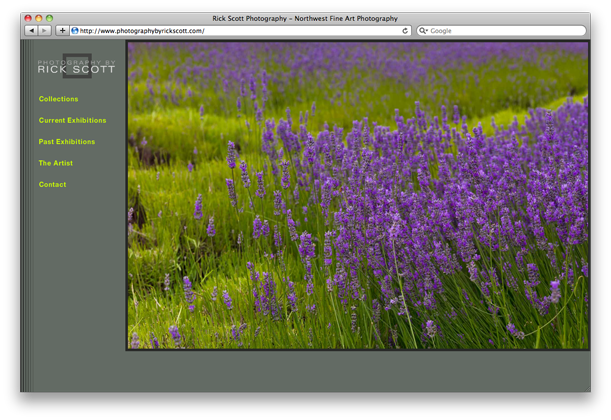 Rick Scott Photography – Northwest Fine Art Photography
http://www.photographybyrickscott.com/
Google
PHOTOGRAPHY BY
RICK SCOTT
Collections
Current Exhibitions
Past Exhibitions
The Artist
Contact